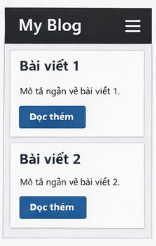 My Blog
Bài viết 1
Mô tả ngắn về bài viết 1.
Đọc thêm
Bài viết 2
Mô tả ngắn về bài viết 2.
Đọc thêm